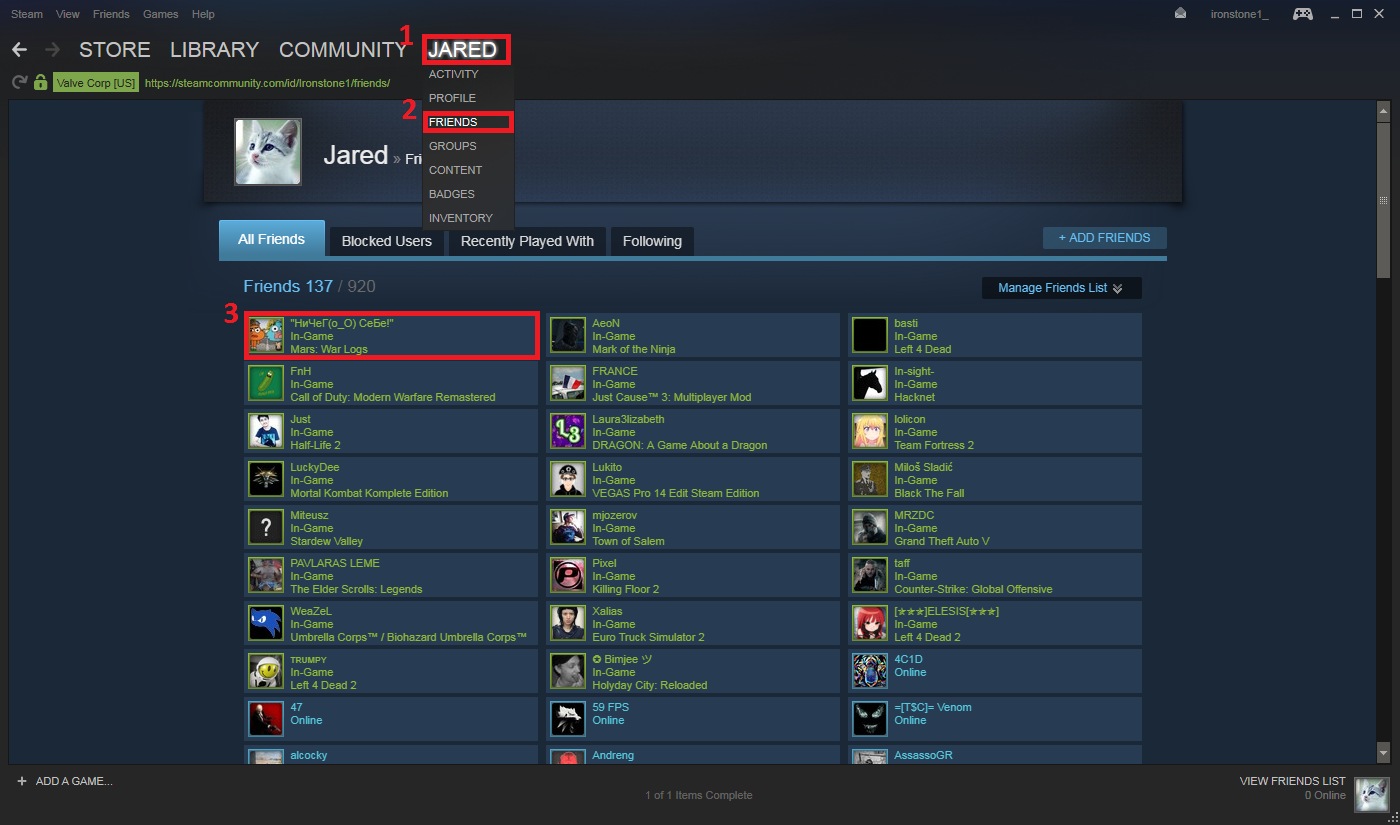 Steam View Friends Games Help ironstone1_
STORE LIBRARY COMMUNITY 1 JARED
Valve Corp [US] https://steamcommunity.com/id/Ironstone1/friends/
ACTIVITY
PROFILE
2 FRIENDS
GROUPS
CONTENT
BADGES
INVENTORY
Jared » Fri
All Friends Blocked Users Recently Played With Following + ADD FRIENDS
Friends 137 / 920 Manage Friends List
3
"НиЧеГ(o_O) СеБе!"
In-Game
Mars: War Logs
AeoN
In-Game
Mark of the Ninja
basti
In-Game
Left 4 Dead
FnH
In-Game
Call of Duty: Modern Warfare Remastered
FRANCE
In-Game
Just Cause™ 3: Multiplayer Mod
In-sight-
In-Game
Hacknet
Just
In-Game
Half-Life 2
Laura3lizabeth
In-Game
DRAGON: A Game About a Dragon
lolicon
In-Game
Team Fortress 2
LuckyDee
In-Game
Mortal Kombat Komplete Edition
Lukito
In-Game
VEGAS Pro 14 Edit Steam Edition
Miloš Sladić
In-Game
Black The Fall
?
Miteusz
In-Game
Stardew Valley
mjozerov
In-Game
Town of Salem
MRZDC
In-Game
Grand Theft Auto V
PAVLARAS LEME
In-Game
The Elder Scrolls: Legends
Pixel
In-Game
Killing Floor 2
taff
In-Game
Counter-Strike: Global Offensive
WeaZeL
In-Game
Umbrella Corps™ / Biohazard Umbrella Corps™
Xalias
In-Game
Euro Truck Simulator 2
[★★★]ELESIS[★★★]
In-Game
Left 4 Dead 2
ᴛʀᴜᴍᴘʏ
In-Game
Left 4 Dead 2
✪ Bimjee ツ
In-Game
Holyday City: Reloaded
4C1D
Online
47
Online
59 FPS
Online
=[T$C]= Venom
Online
alcocky
Andreng
AssassoGR
+ ADD A GAME...
1 of 1 Items Complete
VIEW FRIENDS LIST
0 Online